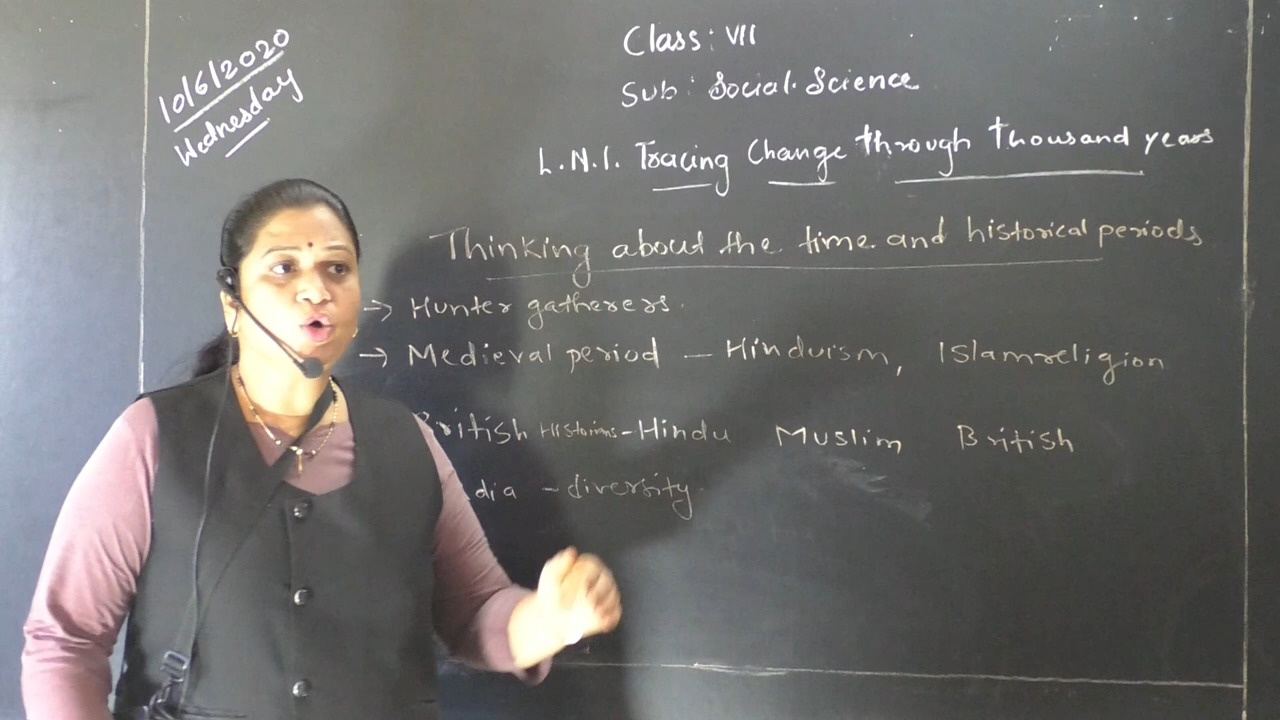 10/6/2020
Wednesday
Class: VII
Sub: Social Science
L.N.1. Tracing Change through thousand years
Thinking about the time and historical periods
→ Hunter gatherers.
→ Medieval period – Hinduism, Islam religion
British Historians – Hindu Muslim British
dia – diversity.